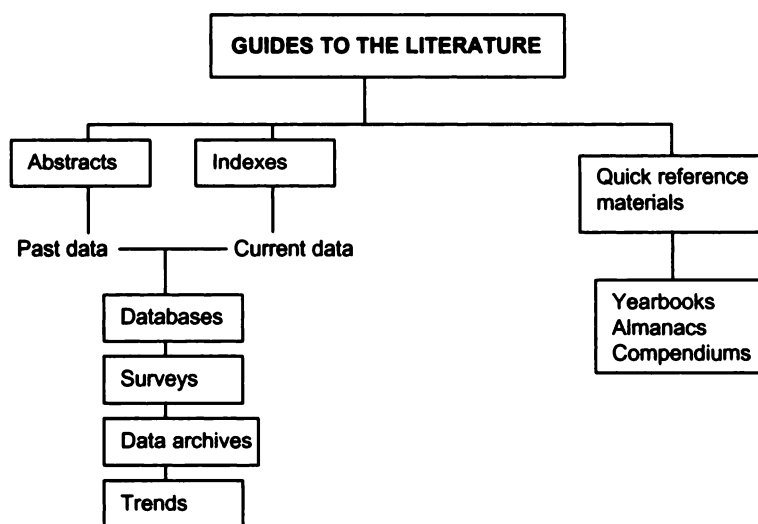 GUIDES TO THE LITERATURE
Abstracts
Indexes
Quick reference
materials
Past data
Current data
Yearbooks
Almanacs
Compendiums
Databases
Surveys
Data archives
Trends